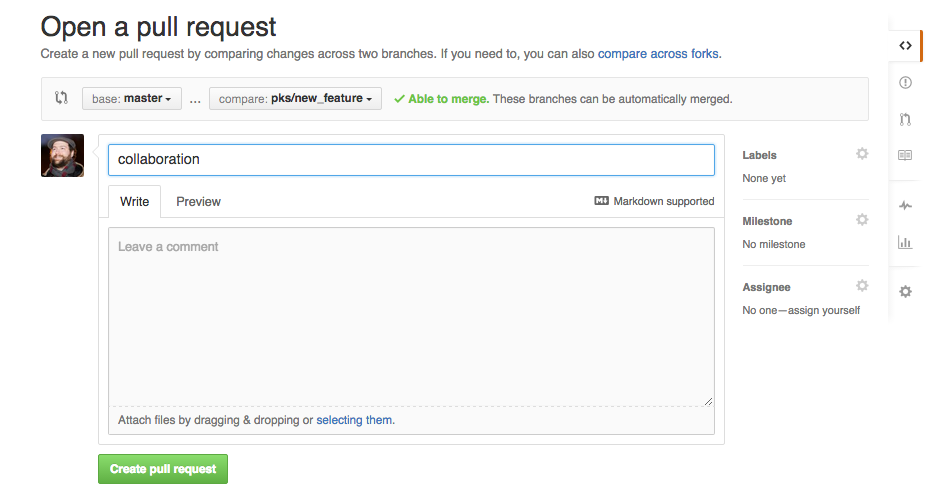 Open a pull request
Create a new pull request by comparing changes across two branches. If you need to, you can also compare across forks.
base: master ... compare: pks/new_feature ✓ Able to merge. These branches can be automatically merged.
collaboration
Write Preview M↓ Markdown supported
Leave a comment
Attach files by dragging & dropping or selecting them.
Create pull request
Labels
None yet
Milestone
No milestone
Assignee
No one—assign yourself